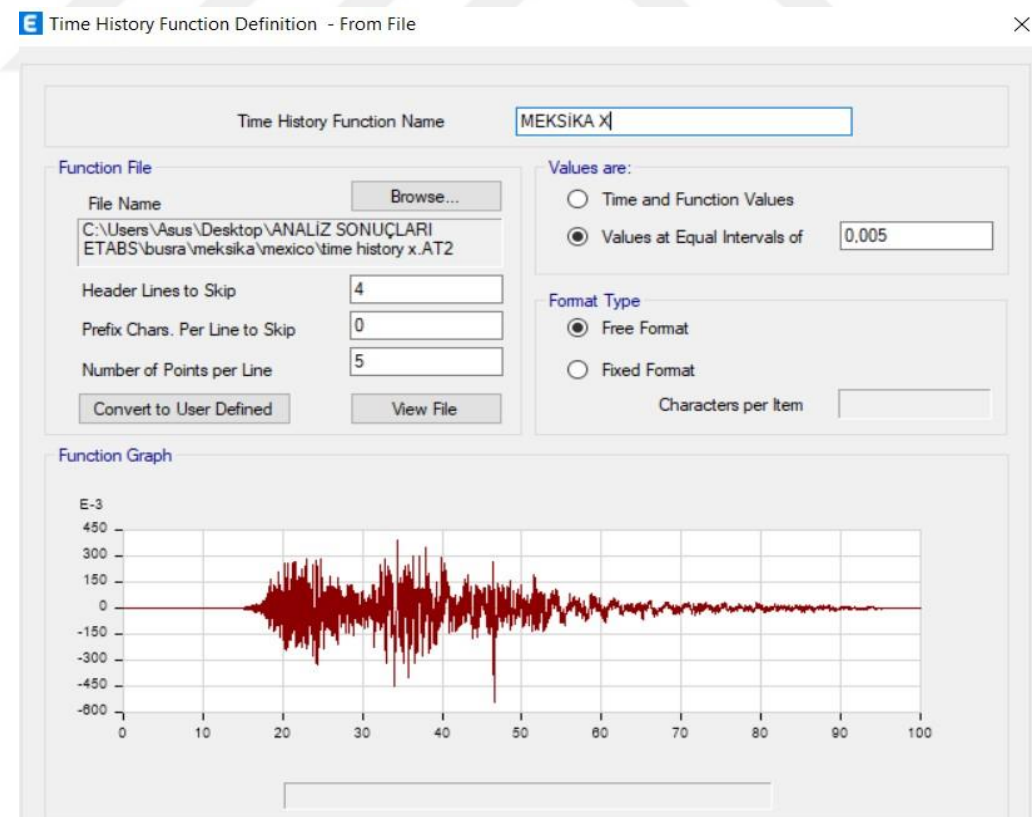 E Time History Function Definition - From File
Time History Function Name MEKSİKA X
Function File
File Name Browse...
C:\Users\Asus\Desktop\ANALİZ SONUÇLARI
ETABS\busra\meksika\mexico\time history x.AT2
Header Lines to Skip 4
Prefix Chars. Per Line to Skip 0
Number of Points per Line 5
Convert to User Defined View File
Values are:
Time and Function Values
Values at Equal Intervals of 0,005
Format Type
Free Format
Fixed Format
Characters per Item
Function Graph
E-3
450
300
150
0
-150
-300
-450
-600
0 10 20 30 40 50 60 70 80 90 100